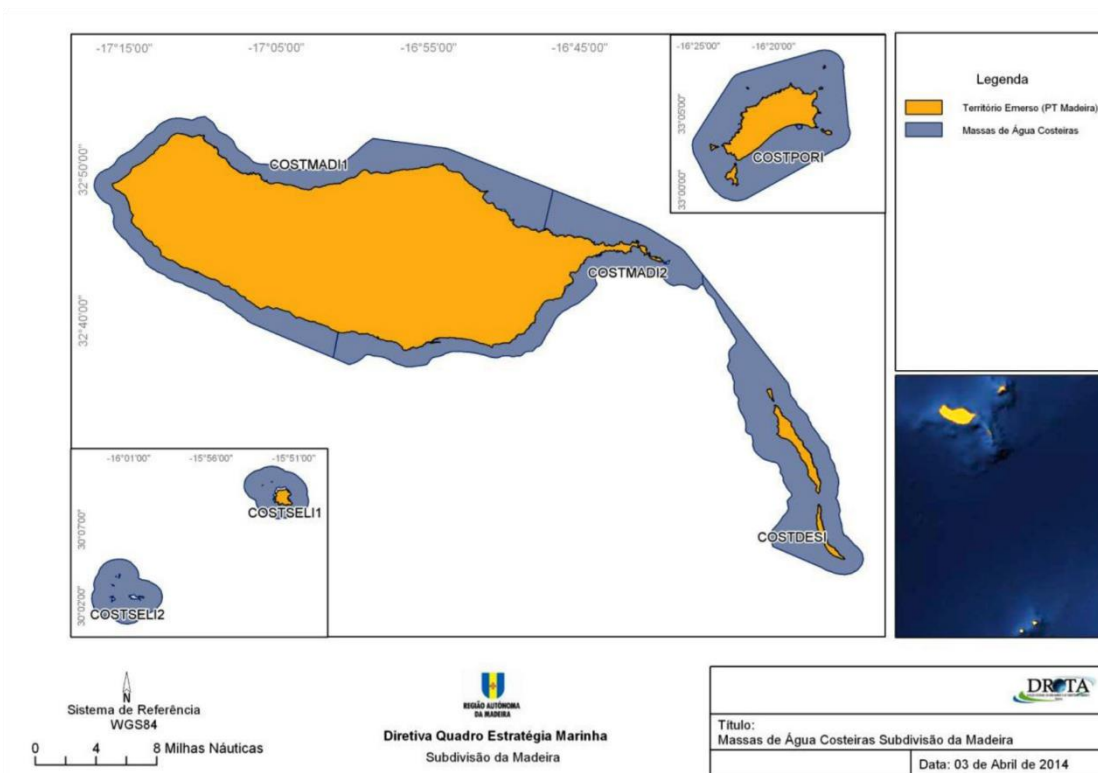 -17°15'00"
-17°05'00"
-16°55'00"
-16°45'00"
32°50'00"
32°40'00"
COSTMADI1
COSTMADI2
COSTDESI
-16°25'00"
-16°20'00"
33°05'00"
33°00'00"
COSTPORI
-16°01'00"
-15°56'00"
-15°51'00"
30°07'00"
30°02'00"
COSTSELI1
COSTSELI2
Legenda
Território Emerso (PT Madeira)
Massas de Água Costeiras
N
Sistema de Referência
WGS84
0 4 8 Milhas Náuticas
REGIÃO AUTÓNOMA
DA MADEIRA
Diretiva Quadro Estratégia Marinha
Subdivisão da Madeira
DROTA
Título:
Massas de Água Costeiras Subdivisão da Madeira
Data: 03 de Abril de 2014